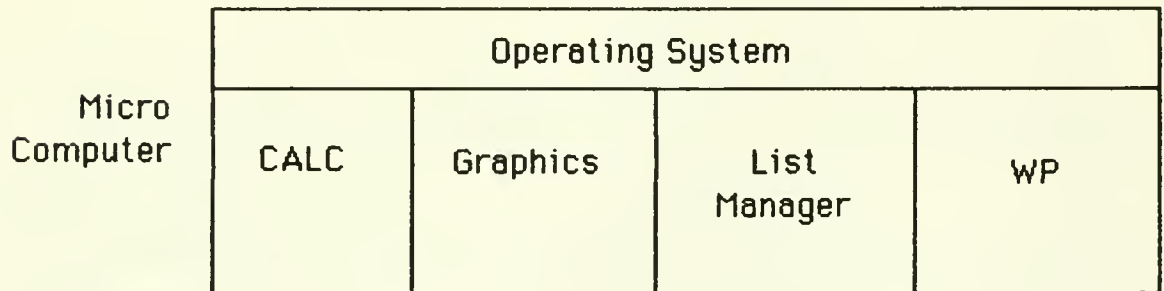 Operating System
Micro
Computer
CALC
Graphics
List
Manager
WP